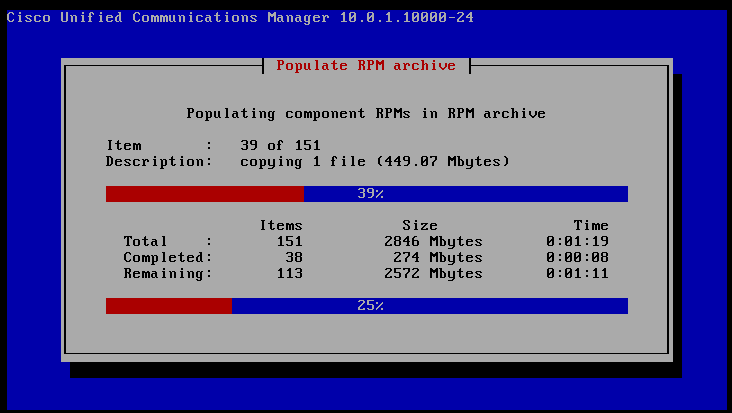 Cisco Unified Communications Manager 10.0.1.10000-24
Populate RPM archive
Populating component RPMs in RPM archive
Item : 39 of 151
Description: copying 1 file (449.07 Mbytes)
39%
Items Size Time
Total : 151 2846 Mbytes 0:01:19
Completed: 38 274 Mbytes 0:00:08
Remaining: 113 2572 Mbytes 0:01:11
25%